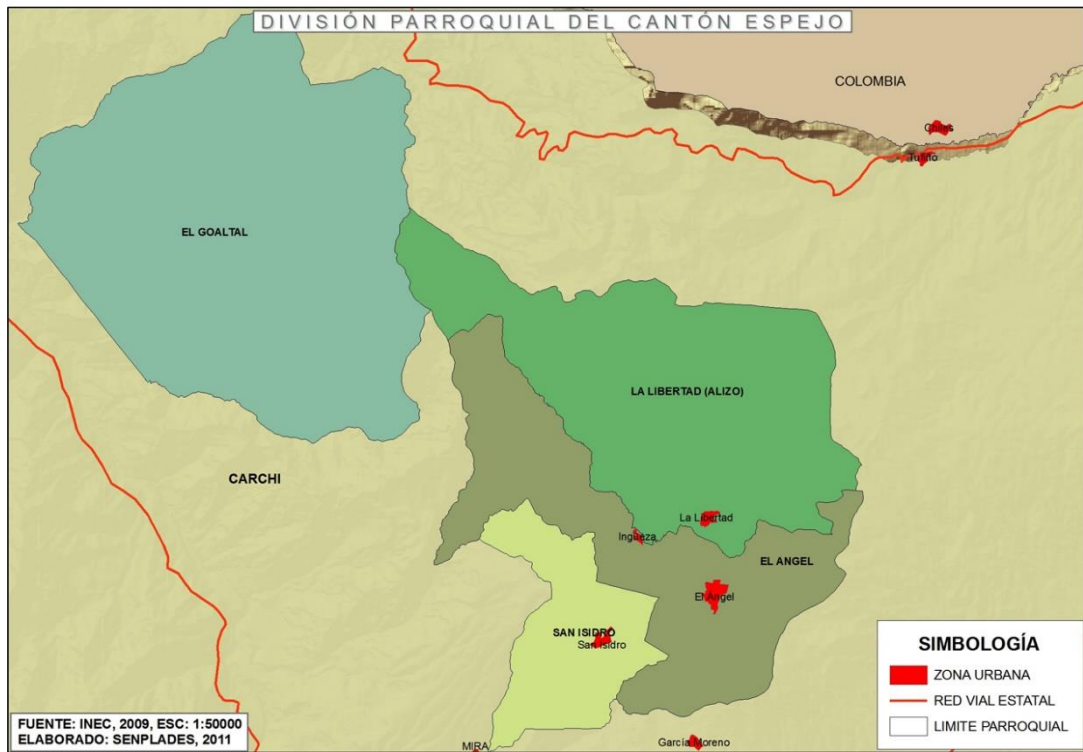 DIVISIÓN PARROQUIAL DEL CANTÓN ESPEJO
COLOMBIA
Chiles
Tufiño
EL GOALTAL
LA LIBERTAD (ALIZO)
CARCHI
La Libertad
Ingueza
EL ANGEL
El Angel
SAN ISIDRO
San Isidro
SIMBOLOGÍA
ZONA URBANA
RED VIAL ESTATAL
LIMITE PARROQUIAL
FUENTE: INEC, 2009, ESC: 1:50000
ELABORADO: SENPLADES, 2011
MIRA
García Moreno